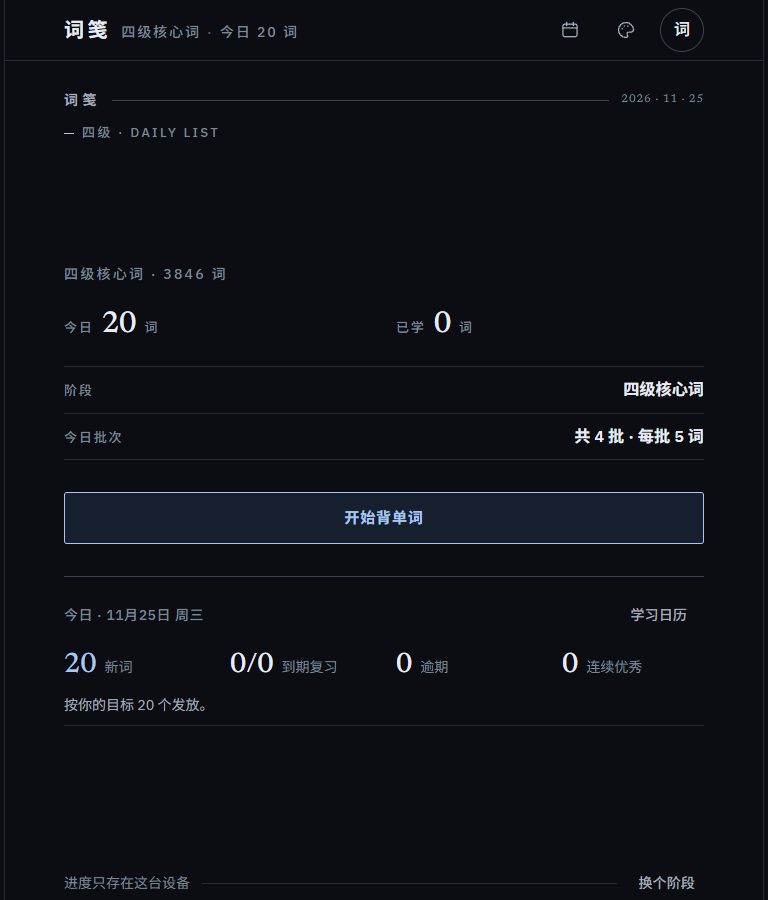 词笺 四级核心词 · 今日 20 词 词
词笺 2026 · 11 · 25
— 四级 · DAILY LIST
四级核心词 · 3846 词
今日 20 词 已学 0 词
阶段 四级核心词
今日批次 共 4 批 · 每批 5 词
开始背单词
今日 · 11月25日 周三 学习日历
20 新词 0/0 到期复习 0 逾期 0 连续优秀
按你的目标 20 个发放。
进度只存在这台设备 换个阶段